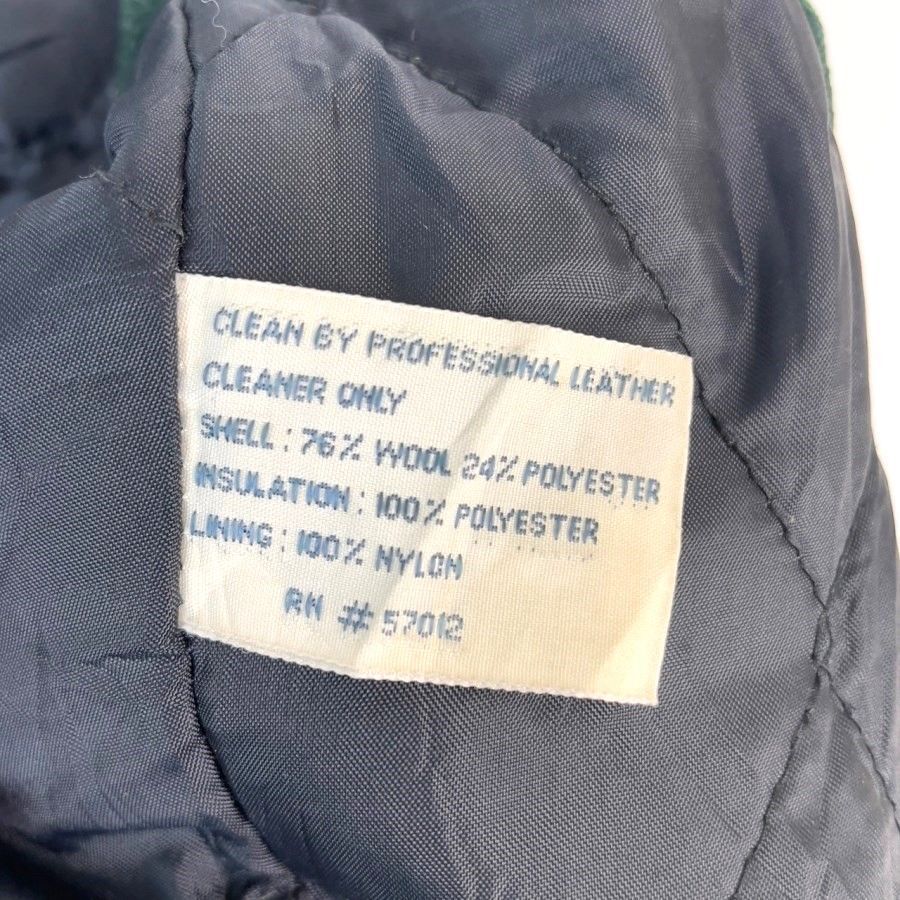 CLEAN BY PROFESSIONAL LEATHER
CLEANER ONLY
SHELL : 76% WOOL 24% POLYESTER
INSULATION : 100% POLYESTER
LINING : 100% NYLON
RN # 57012